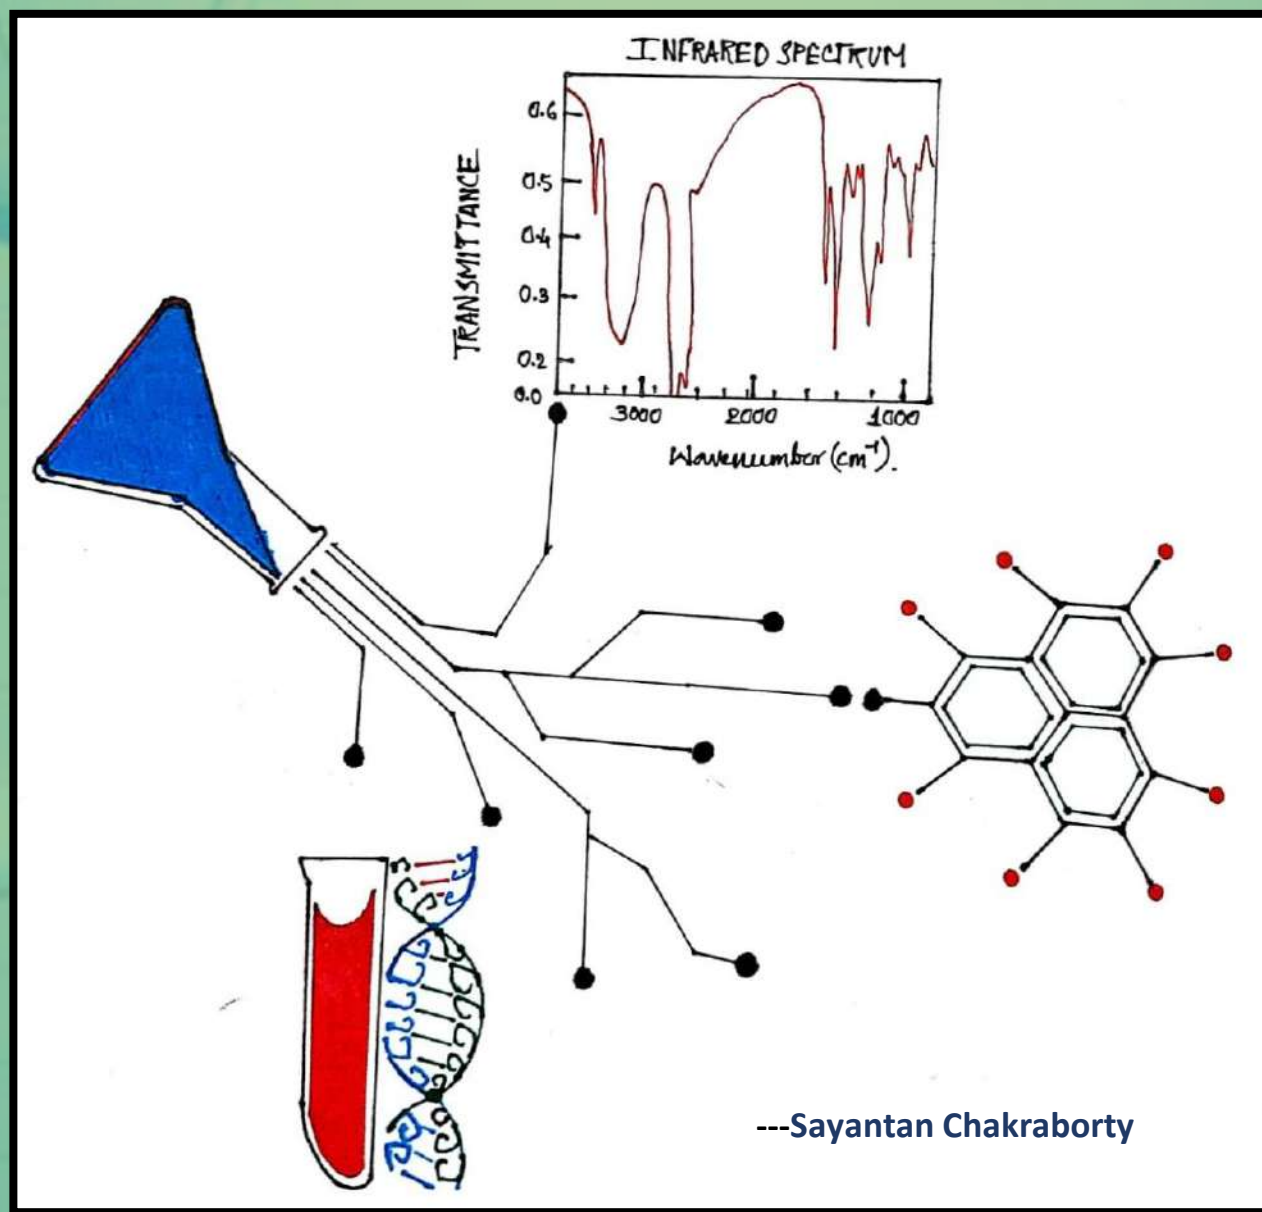 INFRARED SPECTRUM
TRANSMITTANCE
0.6
0.5
0.4
0.3
0.2
0.0
3000 2000 1000
Wavenumber (cm⁻¹).
---Sayantan Chakraborty